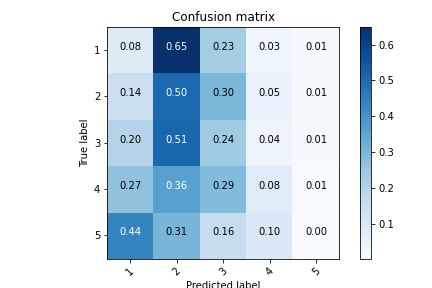 Confusion matrix
1 0.08 0.65 0.23 0.03 0.01
2 0.14 0.50 0.30 0.05 0.01
3 0.20 0.51 0.24 0.04 0.01
4 0.27 0.36 0.29 0.08 0.01
5 0.44 0.31 0.16 0.10 0.00
True label
1 2 3 4 5
Predicted label
0.6
0.5
0.4
0.3
0.2
0.1